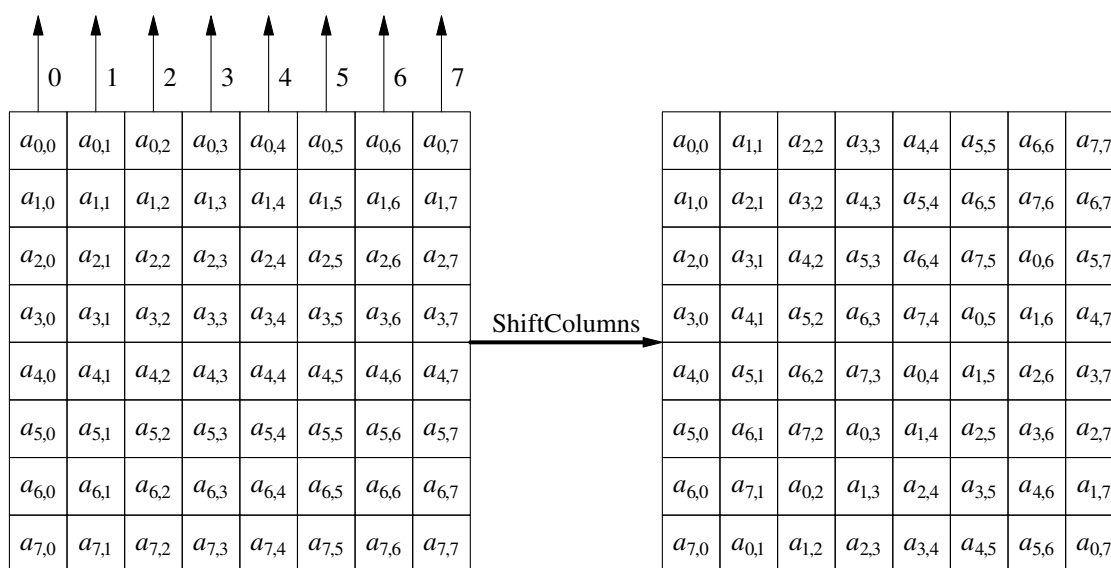 0 1 2 3 4 5 6 7
a0,0 a0,1 a0,2 a0,3 a0,4 a0,5 a0,6 a0,7 a0,0 a1,1 a2,2 a3,3 a4,4 a5,5 a6,6 a7,7
a1,0 a1,1 a1,2 a1,3 a1,4 a1,5 a1,6 a1,7 a1,0 a2,1 a3,2 a4,3 a5,4 a6,5 a7,6 a6,7
a2,0 a2,1 a2,2 a2,3 a2,4 a2,5 a2,6 a2,7 a2,0 a3,1 a4,2 a5,3 a6,4 a7,5 a0,6 a5,7
a3,0 a3,1 a3,2 a3,3 a3,4 a3,5 a3,6 a3,7 a3,0 a4,1 a5,2 a6,3 a7,4 a0,5 a1,6 a4,7
ShiftColumns
a4,0 a4,1 a4,2 a4,3 a4,4 a4,5 a4,6 a4,7 a4,0 a5,1 a6,2 a7,3 a0,4 a1,5 a2,6 a3,7
a5,0 a5,1 a5,2 a5,3 a5,4 a5,5 a5,6 a5,7 a5,0 a6,1 a7,2 a0,3 a1,4 a2,5 a3,6 a2,7
a6,0 a6,1 a6,2 a6,3 a6,4 a6,5 a6,6 a6,7 a6,0 a7,1 a0,2 a1,3 a2,4 a3,5 a4,6 a1,7
a7,0 a7,1 a7,2 a7,3 a7,4 a7,5 a7,6 a7,7 a7,0 a0,1 a1,2 a2,3 a3,4 a4,5 a5,6 a0,7